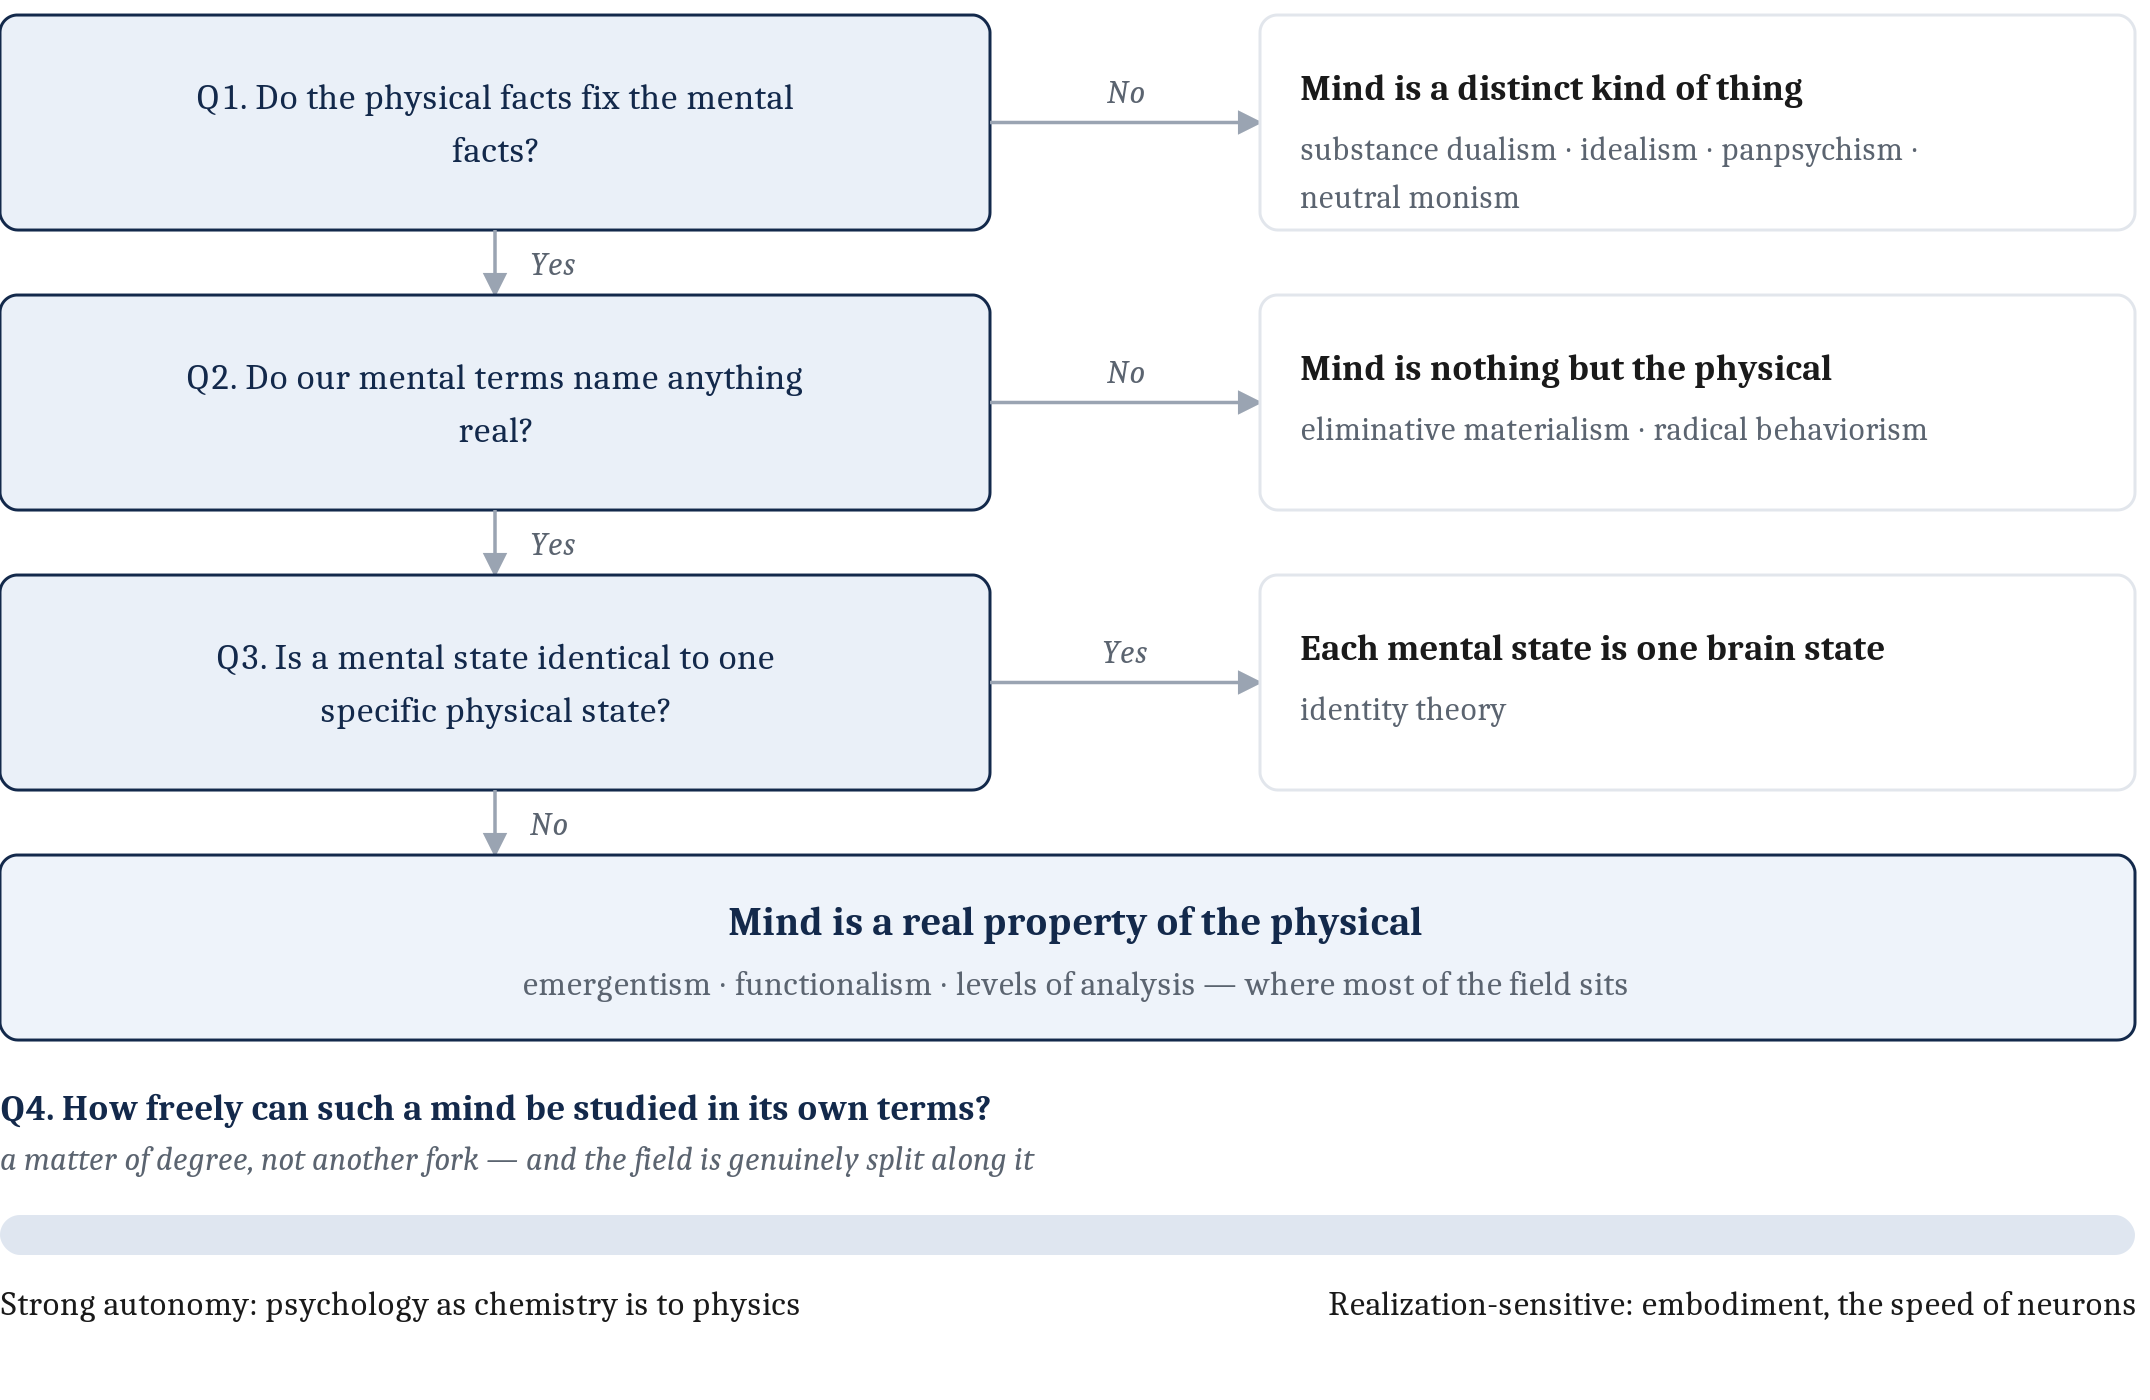 Q1. Do the physical facts fix the mental
facts?
No
Mind is a distinct kind of thing
substance dualism · idealism · panpsychism ·
neutral monism
Yes
Q2. Do our mental terms name anything
real?
No
Mind is nothing but the physical
eliminative materialism · radical behaviorism
Yes
Q3. Is a mental state identical to one
specific physical state?
Yes
Each mental state is one brain state
identity theory
No
Mind is a real property of the physical
emergentism · functionalism · levels of analysis — where most of the field sits
Q4. How freely can such a mind be studied in its own terms?
a matter of degree, not another fork — and the field is genuinely split along it
Strong autonomy: psychology as chemistry is to physics
Realization-sensitive: embodiment, the speed of neurons